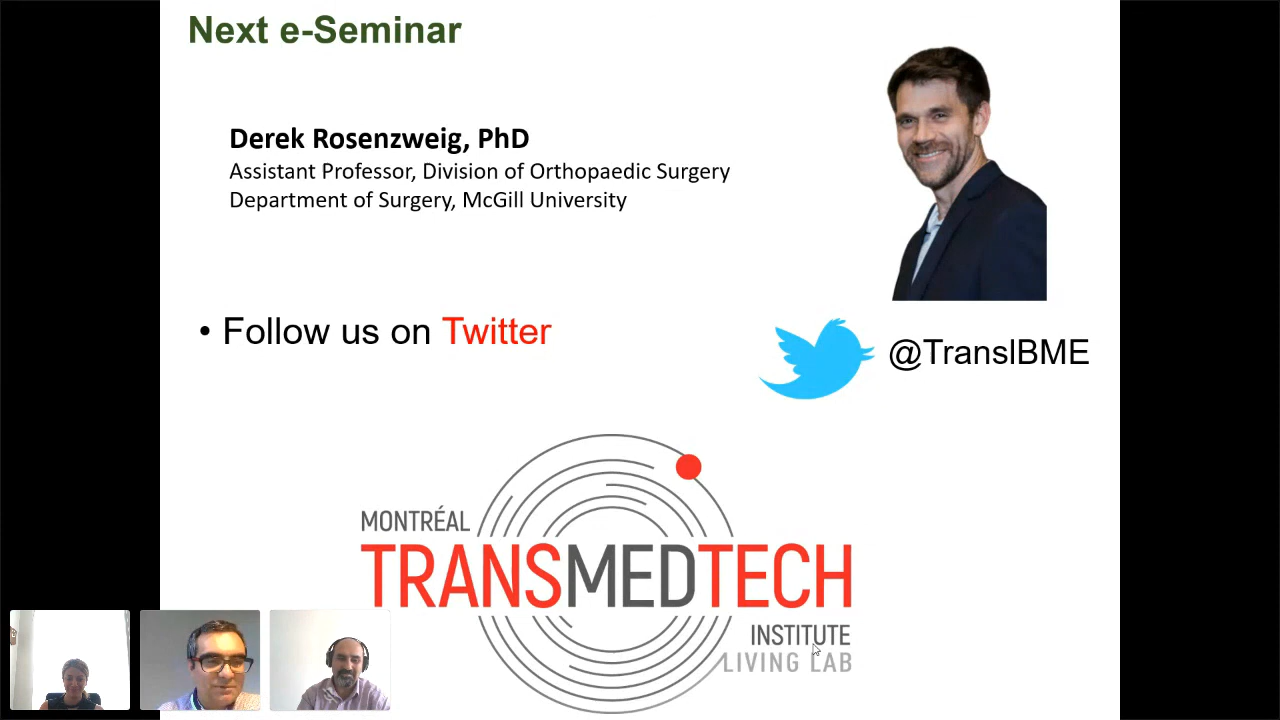 Next e-Seminar
Derek Rosenzweig, PhD
Assistant Professor, Division of Orthopaedic Surgery
Department of Surgery, McGill University
• Follow us on Twitter
@TranslBME
MONTRÉAL
TRANSMEDTECH
INSTITUTE
LIVING LAB